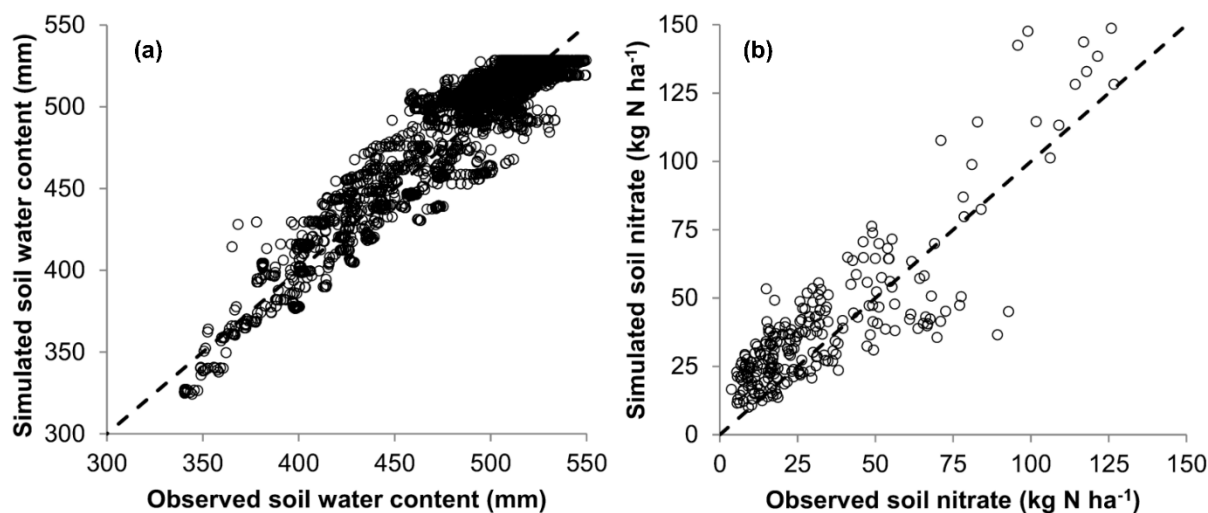 (a)
Simulated soil water content (mm)
550
500
450
400
350
300
300 350 400 450 500 550
Observed soil water content (mm)
(b)
Simulated soil nitrate (kg N ha⁻¹)
150
125
100
75
50
25
0
0 25 50 75 100 125 150
Observed soil nitrate (kg N ha⁻¹)